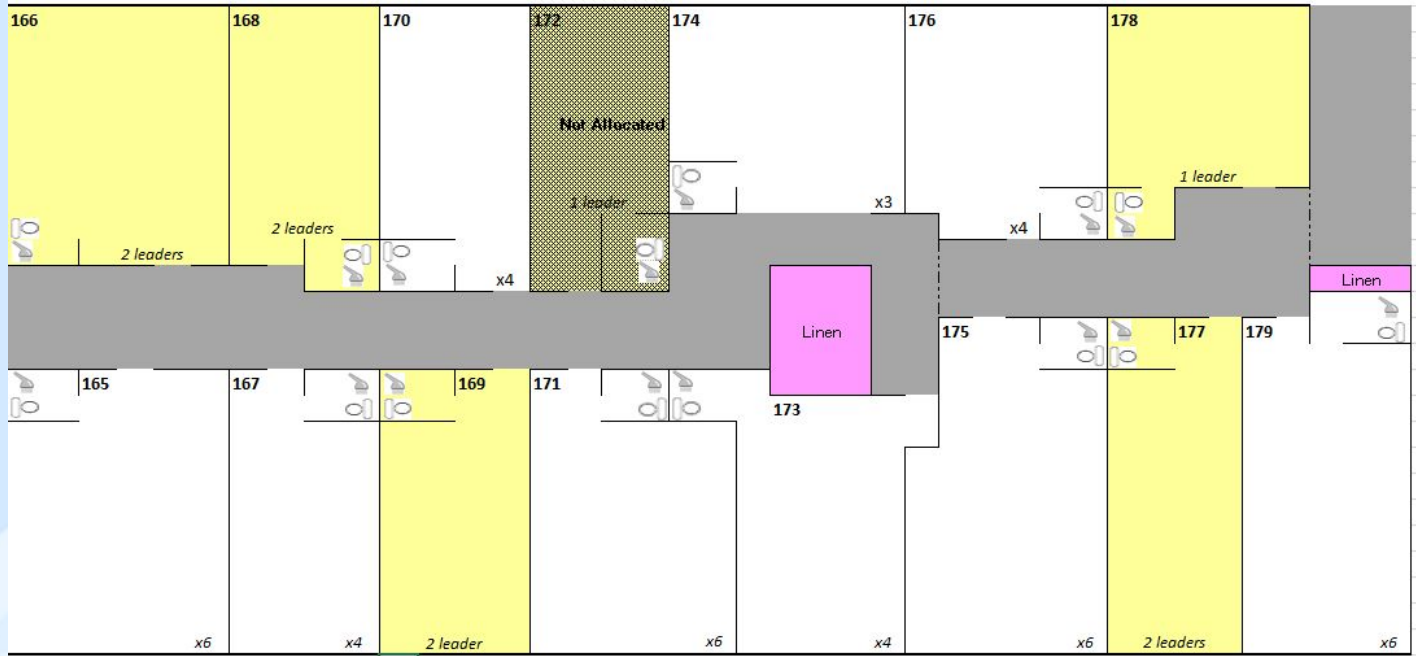 166
168
170
172
174
176
178
Not Allocated
1 leader
x3
1 leader
x4
2 leaders
2 leaders
x4
Linen
Linen
165
167
169
171
173
175
177
179
x6
x4
2 leader
x6
x4
x6
2 leaders
x6